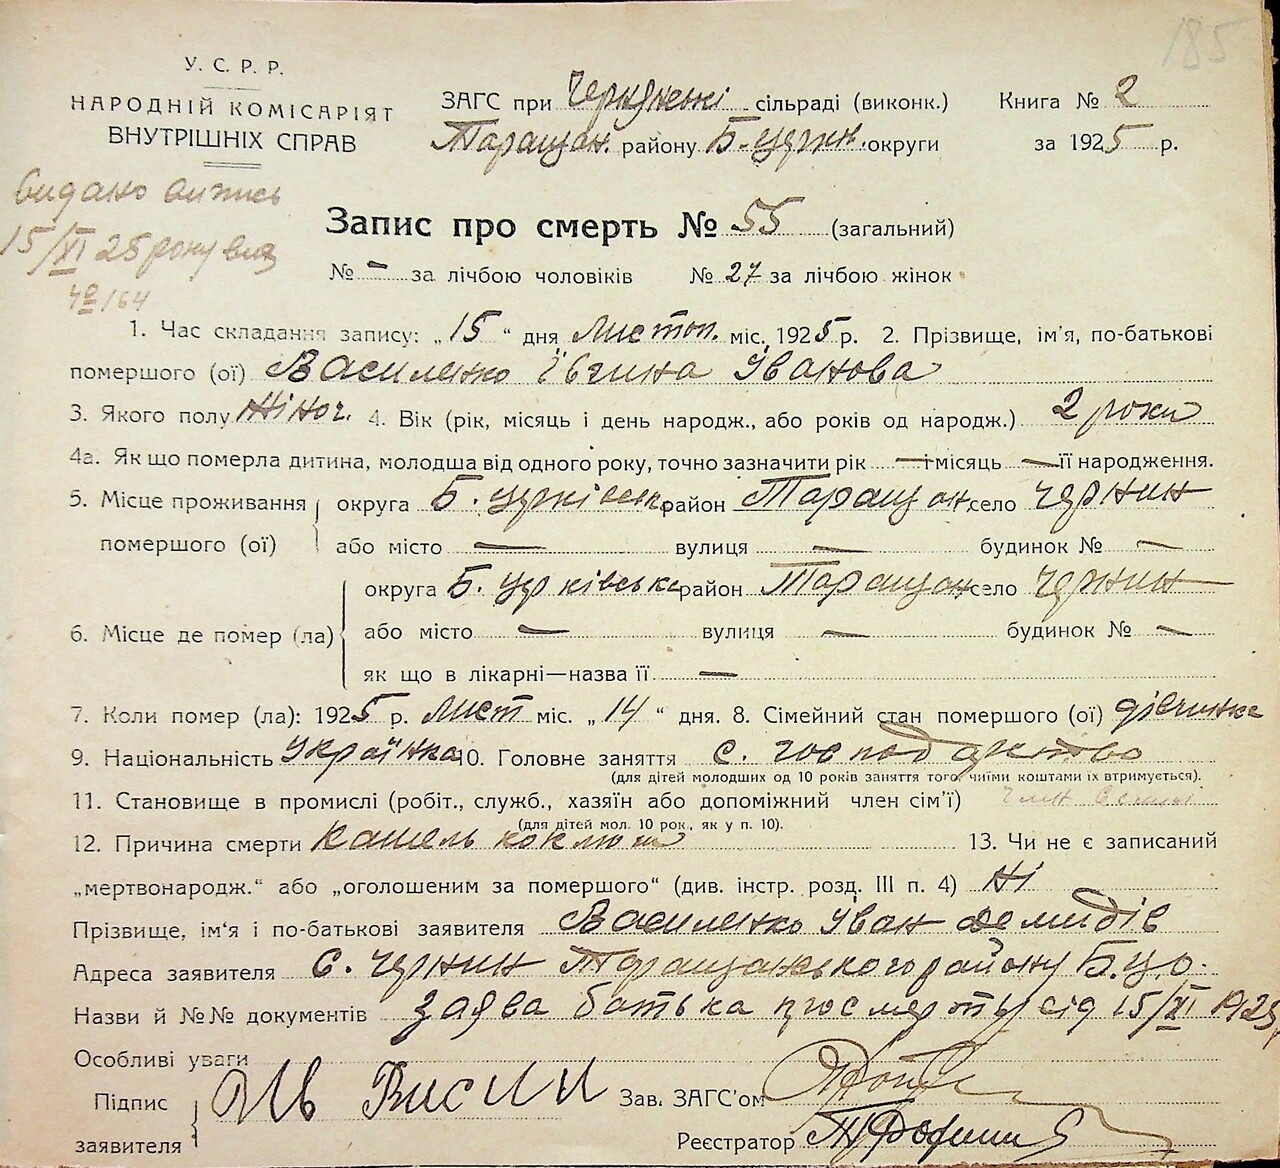 185
У. С. Р. Р.
НАРОДНІЙ КОМІСАРІЯТ
ВНУТРІШНІХ СПРАВ
ЗАГС при сільраді (виконк.) Книга № 2
Таращан. району Б-церкв. округи за 1925 р.
видано випись
15/XI 25 року
№ 164
Запис про смерть № 55 (загальний)
№ – за лічбою чоловіків № 27 за лічбою жінок
1. Час складання запису: „15“ дня Листоп. міс. 1925 р. 2. Прізвище, ім'я, по-батькові
помершого (ої) Василенко Ївгина Іванова
3. Якого полу Жіноч. 4. Вік (рік, місяць і день народж., або років од народж.) 2 роки
4а. Як що померла дитина, молодша від одного року, точно зазначити рік — і місяць — її народження.
5. Місце проживання округа Б. церківськ район Таращан. село Чернин
помершого (ої) або місто — вулиця — будинок № —
округа Б. церківська район Таращан село Чернин
6. Місце де помер (ла) або місто — вулиця — будинок № —
як що в лікарні—назва її —
7. Коли помер (ла): 1925 р. лист міс. „14“ дня. 8. Сімейний стан помершого (ої) дівчинка
9. Національність Українка 10. Головне заняття С. господарство
(для дітей молодших од 10 років заняття того, чиїми коштами їх втримується).
11. Становище в промислі (робіт., служб., хазяїн або допоміжний член сім'ї) член
(для дітей мол. 10 рок., як у п. 10).
12. Причина смерти кашель коклюш 13. Чи не є записаний
„мертвонародж.“ або „оголошеним за помершого“ (див. інстр. розд. III п. 4) Ні
Прізвище, ім'я і по-батькові заявителя Василенко Іван Демидів
Адреса заявителя С. Чернин Таращанського району Б.Ц.О.
Назви й №№ документів заява батька про смерть від 15/XI 1925р
Особливі уваги
Підпис Зав. ЗАГС'ом
заявителя Реєстратор